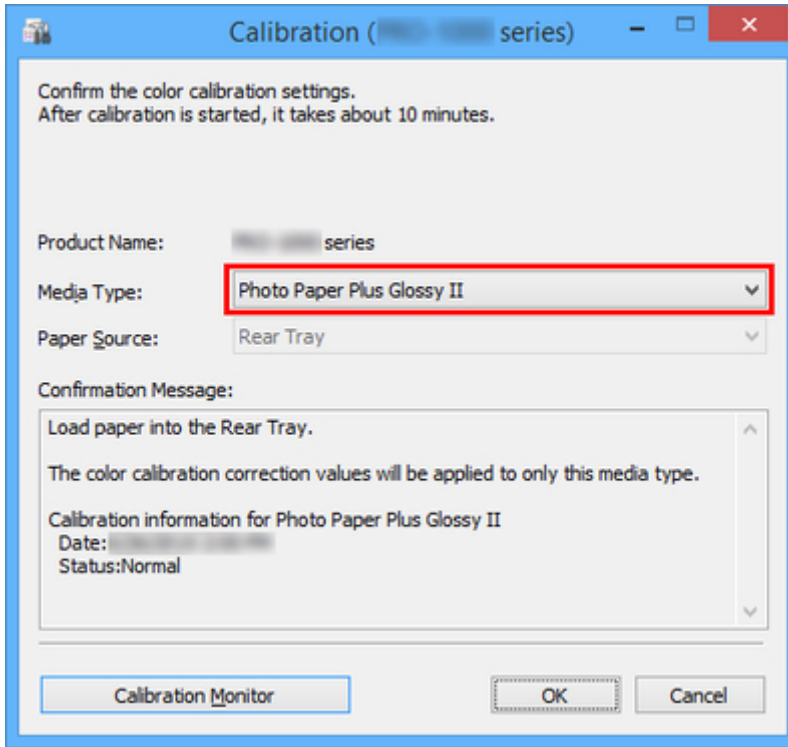 Calibration ( series)
Confirm the color calibration settings.
After calibration is started, it takes about 10 minutes.
Product Name: series
Media Type: Photo Paper Plus Glossy II
Paper Source: Rear Tray
Confirmation Message:
Load paper into the Rear Tray.
The color calibration correction values will be applied to only this media type.
Calibration information for Photo Paper Plus Glossy II
Date:
Status:Normal
Calibration Monitor OK Cancel